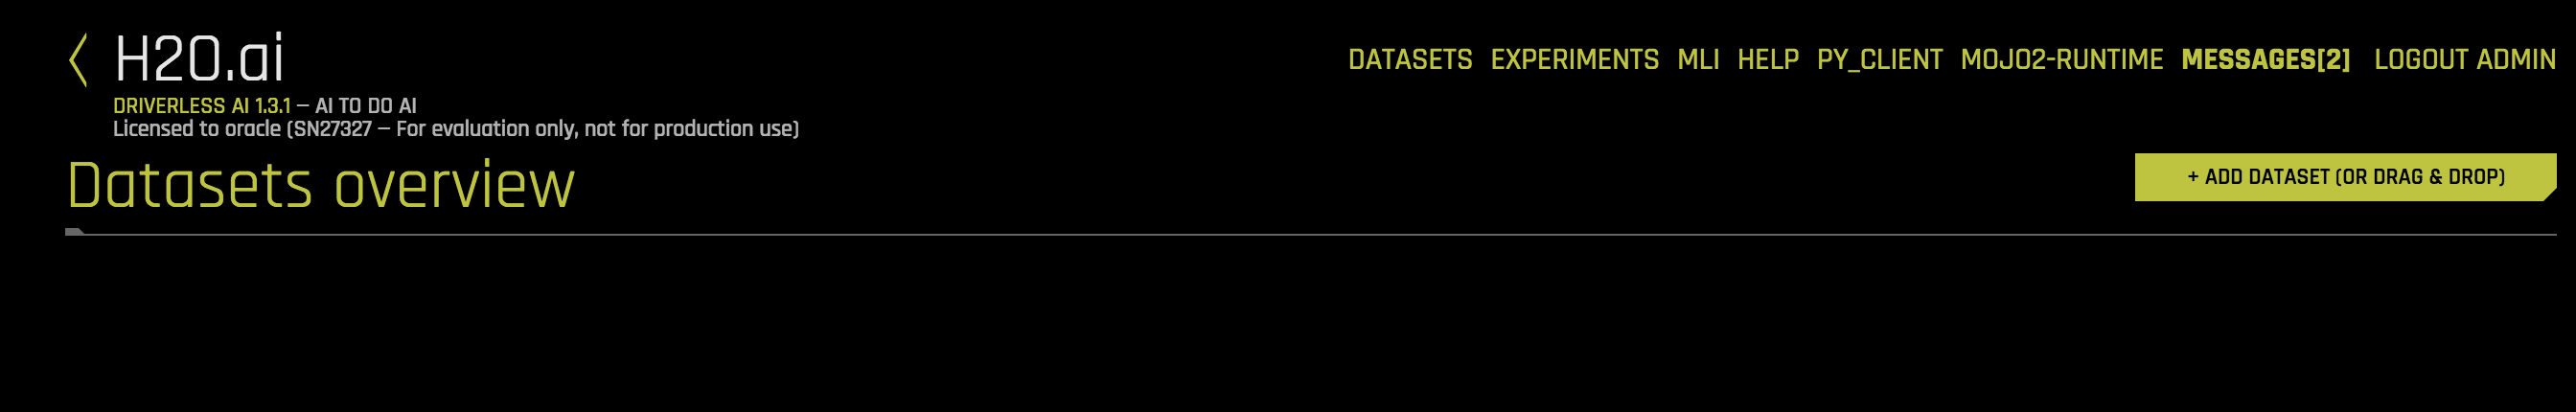 H2O.ai
DATASETS EXPERIMENTS MLI HELP PY_CLIENT MOJO2-RUNTIME MESSAGES[2] LOGOUT ADMIN
DRIVERLESS AI 1.3.1 — AI TO DO AI
Licensed to oracle (SN27327 — For evaluation only, not for production use)
Datasets overview
+ ADD DATASET (OR DRAG & DROP)